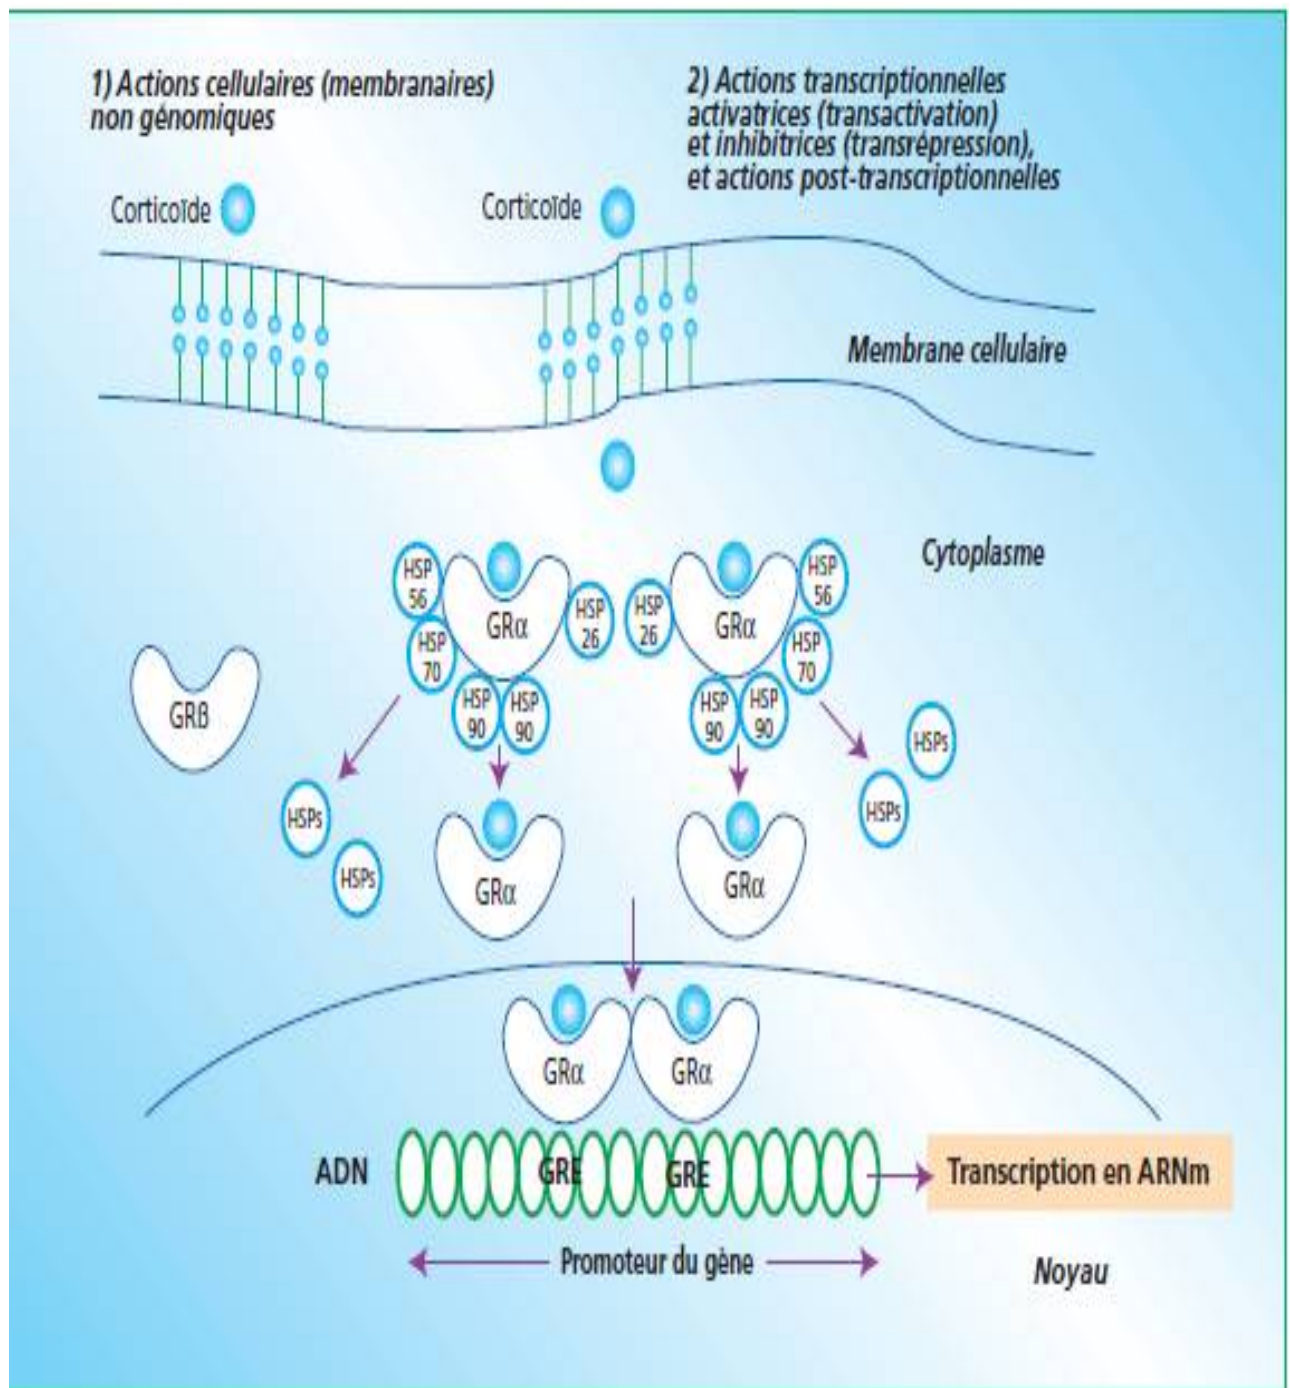 1) Actions cellulaires (membranaires)
non génomiques
2) Actions transcriptionnelles
activatrices (transactivation)
et inhibitrices (transrépression),
et actions post-transcriptionnelles
Corticoïde
Corticoïde
Membrane cellulaire
Cytoplasme
HSP
56
GRα
HSP
26
HSP
70
HSP
90
HSP
90
HSP
26
GRα
HSP
56
HSP
70
HSP
90
HSP
90
GRß
HSPs
HSPs
HSPs
HSPs
GRα
GRα
GRα
GRα
ADN
GRE
GRE
Transcription en ARNm
Promoteur du gène
Noyau